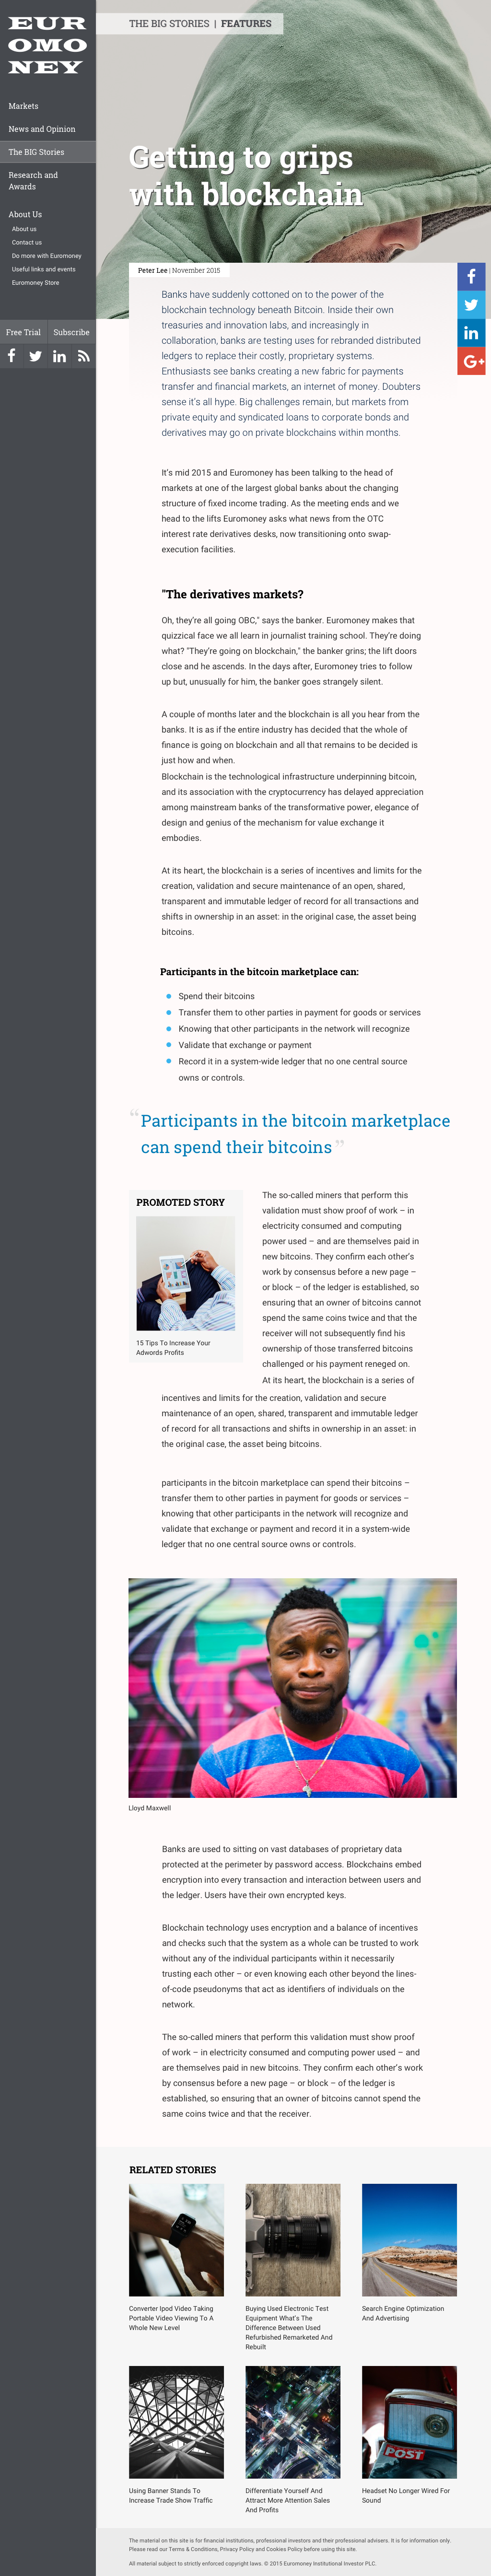 EUR
OMO
NEY
Markets
News and Opinion
The BIG Stories
Research and
Awards
About Us
About us
Contact us
Do more with Euromoney
Useful links and events
Euromoney Store
Free Trial
Subscribe
THE BIG STORIES | FEATURES
Getting to grips
with blockchain
Peter Lee | November 2015
Banks have suddenly cottoned on to the power of the
blockchain technology beneath Bitcoin. Inside their own
treasuries and innovation labs, and increasingly in
collaboration, banks are testing uses for rebranded distributed
ledgers to replace their costly, proprietary systems.
Enthusiasts see banks creating a new fabric for payments
transfer and financial markets, an internet of money. Doubters
sense it's all hype. Big challenges remain, but markets from
private equity and syndicated loans to corporate bonds and
derivatives may go on private blockchains within months.
It's mid 2015 and Euromoney has been talking to the head of
markets at one of the largest global banks about the changing
structure of fixed income trading. As the meeting ends and we
head to the lifts Euromoney asks what news from the OTC
interest rate derivatives desks, now transitioning onto swap-
execution facilities.
"The derivatives markets?
Oh, they're all going OBC," says the banker. Euromoney makes that
quizzical face we all learn in journalist training school. They're doing
what? "They're going on blockchain," the banker grins; the lift doors
close and he ascends. In the days after, Euromoney tries to follow
up but, unusually for him, the banker goes strangely silent.
A couple of months later and the blockchain is all you hear from the
banks. It is as if the entire industry has decided that the whole of
finance is going on blockchain and all that remains to be decided is
just how and when.
Blockchain is the technological infrastructure underpinning bitcoin,
and its association with the cryptocurrency has delayed appreciation
among mainstream banks of the transformative power, elegance of
design and genius of the mechanism for value exchange it
embodies.
At its heart, the blockchain is a series of incentives and limits for the
creation, validation and secure maintenance of an open, shared,
transparent and immutable ledger of record for all transactions and
shifts in ownership in an asset: in the original case, the asset being
bitcoins.
Participants in the bitcoin marketplace can:
Spend their bitcoins
Transfer them to other parties in payment for goods or services
Knowing that other participants in the network will recognize
Validate that exchange or payment
Record it in a system-wide ledger that no one central source
owns or controls.
“Participants in the bitcoin marketplace
can spend their bitcoins”
PROMOTED STORY
15 Tips To Increase Your
Adwords Profits
The so-called miners that perform this
validation must show proof of work – in
electricity consumed and computing
power used – and are themselves paid in
new bitcoins. They confirm each other's
work by consensus before a new page –
or block – of the ledger is established, so
ensuring that an owner of bitcoins cannot
spend the same coins twice and that the
receiver will not subsequently find his
ownership of those transferred bitcoins
challenged or his payment reneged on.
At its heart, the blockchain is a series of
incentives and limits for the creation, validation and secure
maintenance of an open, shared, transparent and immutable ledger
of record for all transactions and shifts in ownership in an asset: in
the original case, the asset being bitcoins.
participants in the bitcoin marketplace can spend their bitcoins –
transfer them to other parties in payment for goods or services –
knowing that other participants in the network will recognize and
validate that exchange or payment and record it in a system-wide
ledger that no one central source owns or controls.
Lloyd Maxwell
Banks are used to sitting on vast databases of proprietary data
protected at the perimeter by password access. Blockchains embed
encryption into every transaction and interaction between users and
the ledger. Users have their own encrypted keys.
Blockchain technology uses encryption and a balance of incentives
and checks such that the system as a whole can be trusted to work
without any of the individual participants within it necessarily
trusting each other – or even knowing each other beyond the lines-
of-code pseudonyms that act as identifiers of individuals on the
network.
The so-called miners that perform this validation must show proof
of work – in electricity consumed and computing power used – and
are themselves paid in new bitcoins. They confirm each other's work
by consensus before a new page – or block – of the ledger is
established, so ensuring that an owner of bitcoins cannot spend the
same coins twice and that the receiver.
RELATED STORIES
Converter Ipod Video Taking
Portable Video Viewing To A
Whole New Level
Buying Used Electronic Test
Equipment What's The
Difference Between Used
Refurbished Remarketed And
Rebuilt
Search Engine Optimization
And Advertising
POST
Using Banner Stands To
Increase Trade Show Traffic
Differentiate Yourself And
Attract More Attention Sales
And Profits
Headset No Longer Wired For
Sound
The material on this site is for financial institutions, professional investors and their professional advisers. It is for information only.
Please read our Terms & Conditions, Privacy Policy and Cookies Policy before using this site.
All material subject to strictly enforced copyright laws. © 2015 Euromoney Institutional Investor PLC.